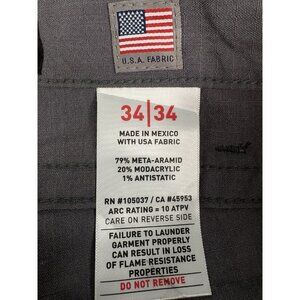 U.S.A. FABRIC
34|34
MADE IN MEXICO
WITH USA FABRIC
79% META-ARAMID
20% MODACRYLIC
1% ANTISTATIC
RN #105037 / CA #45953
ARC RATING = 10 ATPV
CARE ON REVERSE SIDE
FAILURE TO LAUNDER
GARMENT PROPERLY
CAN RESULT IN LOSS
OF FLAME-RESISTANCE
PROPERTIES
DO NOT REMOVE